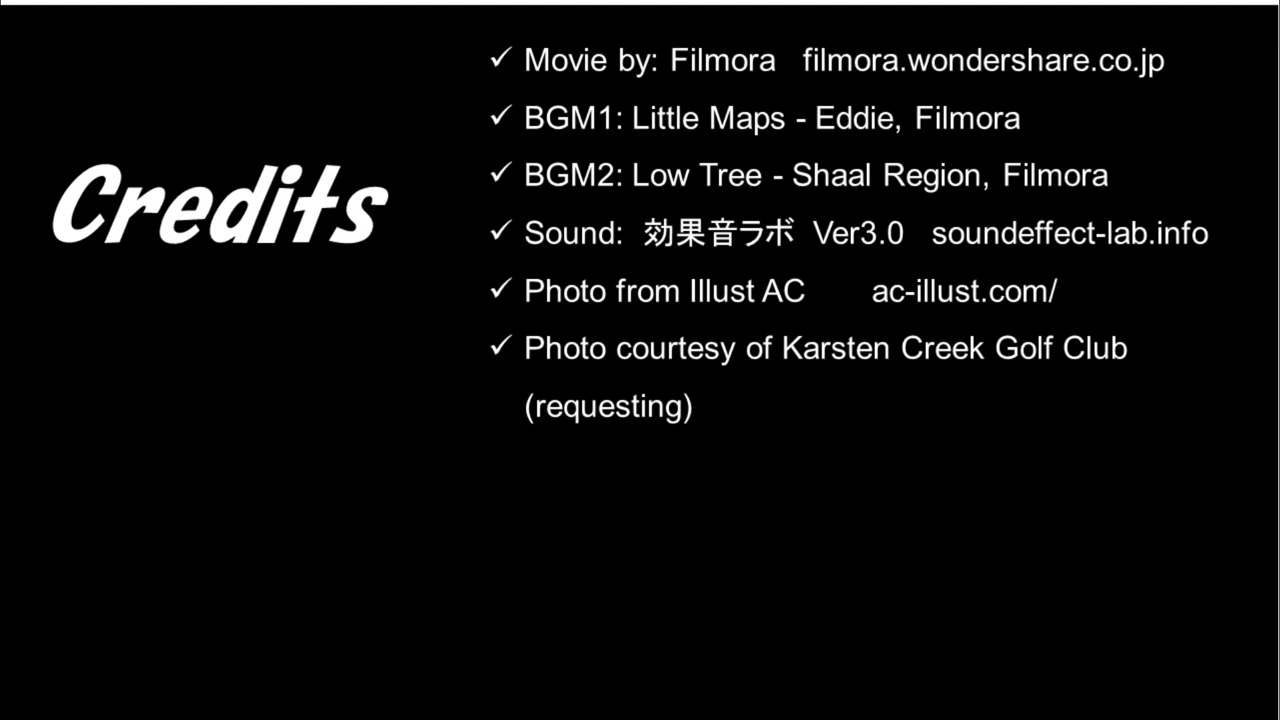 Credits
✓ Movie by: Filmora filmora.wondershare.co.jp
✓ BGM1: Little Maps - Eddie, Filmora
✓ BGM2: Low Tree - Shaal Region, Filmora
✓ Sound: 効果音ラボ Ver3.0 soundeffect-lab.info
✓ Photo from Illust AC ac-illust.com/
✓ Photo courtesy of Karsten Creek Golf Club
(requesting)